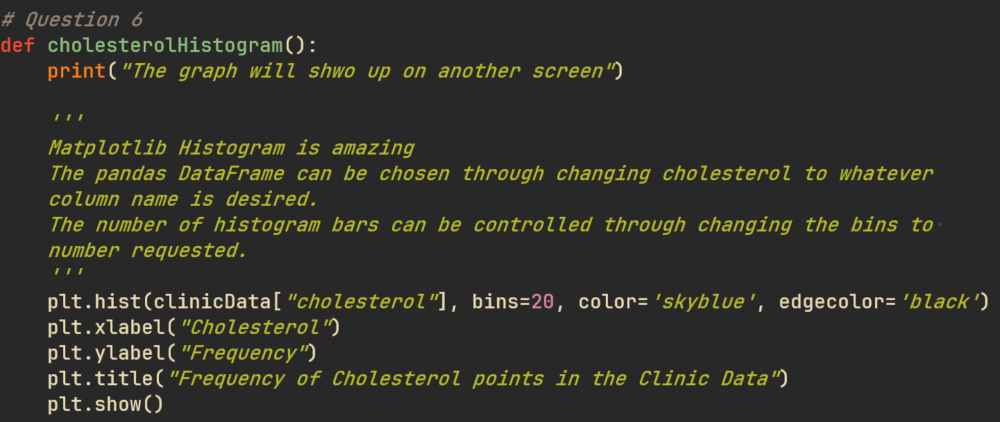 # Question 6
def cholesterolHistogram():
    print("The graph will shwo up on another screen")
    '''
    Matplotlib Histogram is amazing
    The pandas DataFrame can be chosen through changing cholesterol to whatever
    column name is desired.
    The number of histogram bars can be controlled through changing the bins to
    number requested.
    '''
    plt.hist(clinicData["cholesterol"], bins=20, color='skyblue', edgecolor='black')
    plt.xlabel("Cholesterol")
    plt.ylabel("Frequency")
    plt.title("Frequency of Cholesterol points in the Clinic Data")
    plt.show()